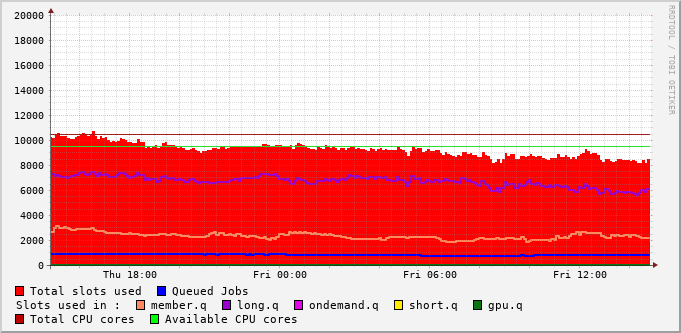 RRDTOOL / TOBI OETIKER
20000
18000
16000
14000
12000
10000
8000
6000
4000
2000
0
Thu 18:00 Fri 00:00 Fri 06:00 Fri 12:00
Total slots used Queued Jobs
Slots used in : member.q long.q ondemand.q short.q gpu.q
Total CPU cores Available CPU cores